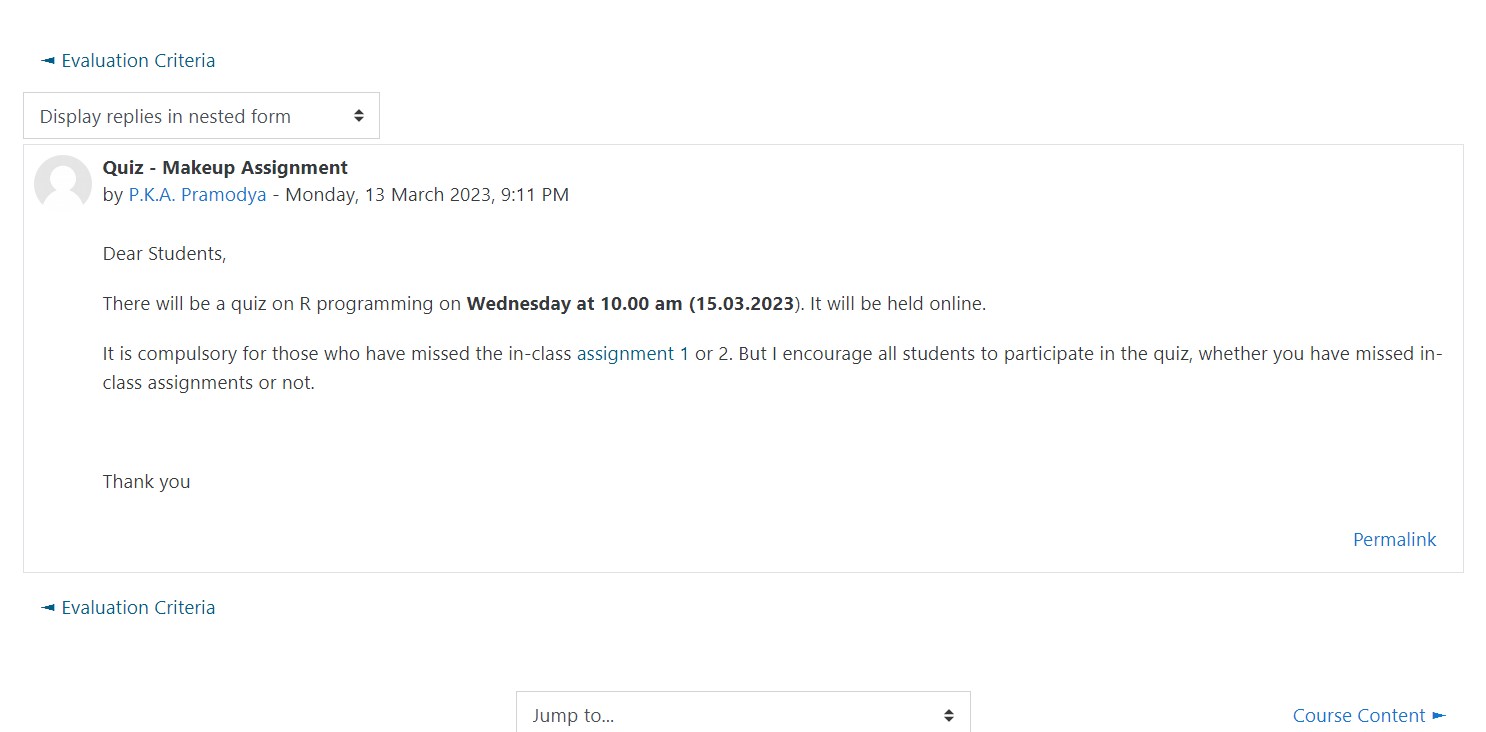 ◄ Evaluation Criteria
Display replies in nested form
Quiz - Makeup Assignment
by P.K.A. Pramodya - Monday, 13 March 2023, 9:11 PM
Dear Students,
There will be a quiz on R programming on Wednesday at 10.00 am (15.03.2023). It will be held online.
It is compulsory for those who have missed the in-class assignment 1 or 2. But I encourage all students to participate in the quiz, whether you have missed in-
class assignments or not.
Thank you
Permalink
◄ Evaluation Criteria
Jump to...
Course Content ►